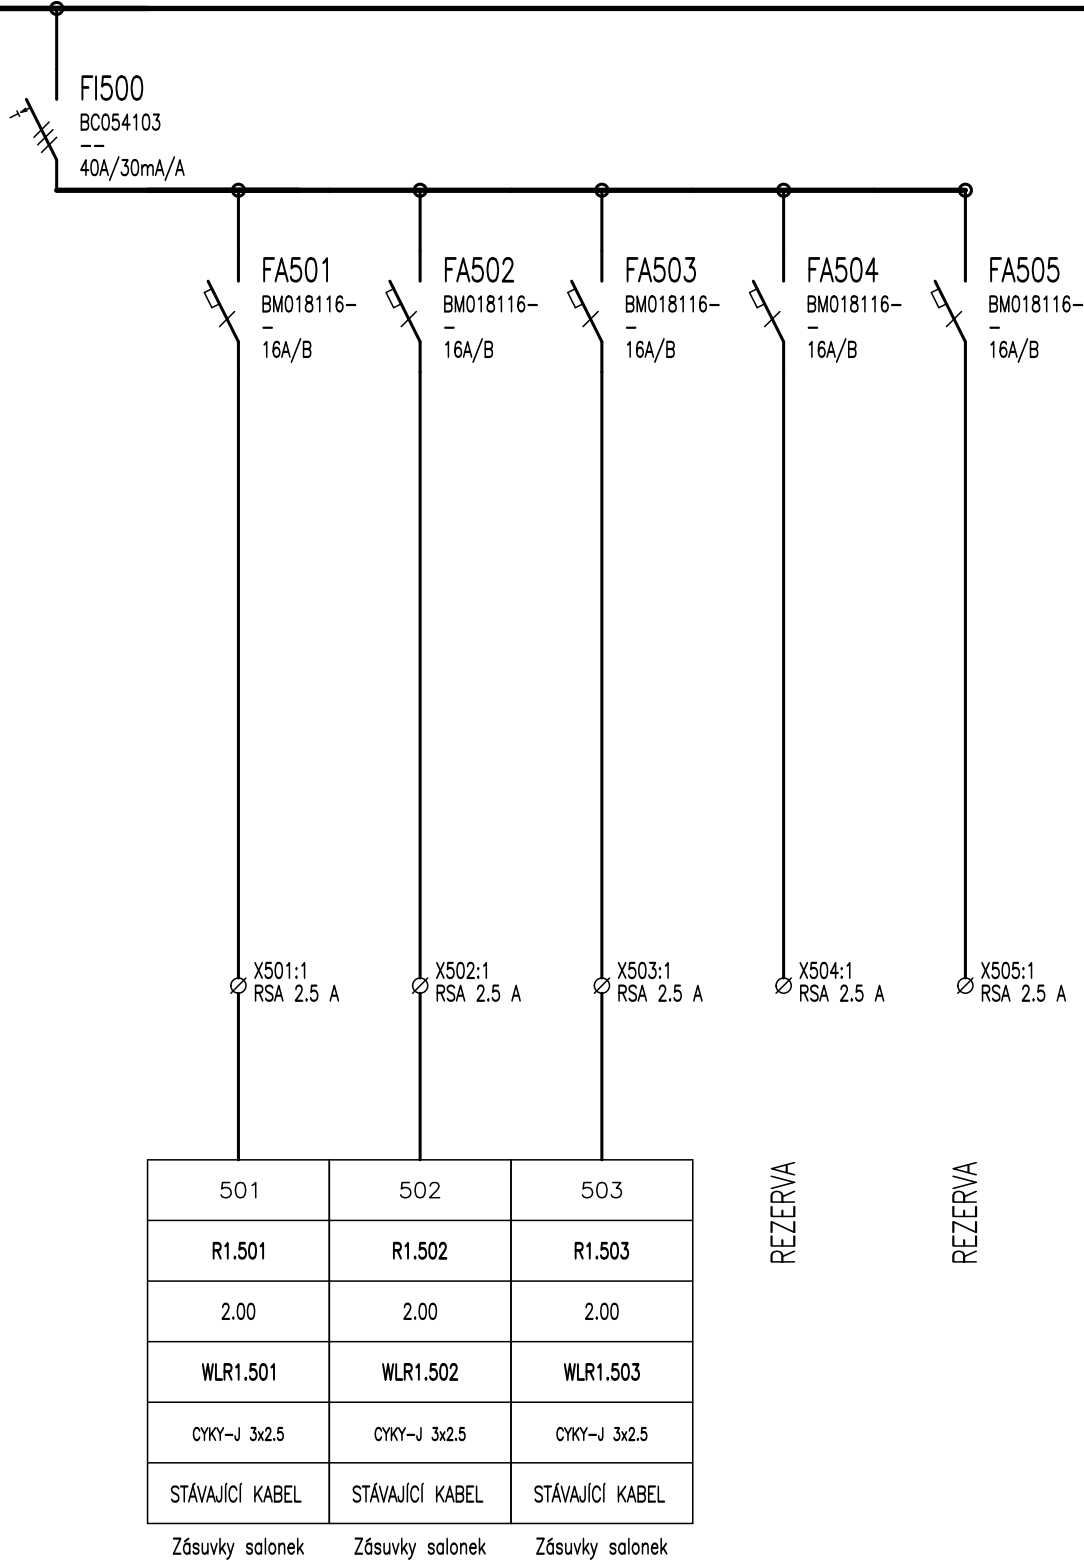 FI500
BC054103
--
40A/30mA/A
FA501
BM018116-
-
16A/B
FA502
BM018116-
-
16A/B
FA503
BM018116-
-
16A/B
FA504
BM018116-
-
16A/B
FA505
BM018116-
-
16A/B
X501:1
RSA 2.5 A
X502:1
RSA 2.5 A
X503:1
RSA 2.5 A
X504:1
RSA 2.5 A
X505:1
RSA 2.5 A
501
502
503
REZERVA
REZERVA
R1.501
R1.502
R1.503
2.00
2.00
2.00
WLR1.501
WLR1.502
WLR1.503
CYKY-J 3x2.5
CYKY-J 3x2.5
CYKY-J 3x2.5
STÁVAJÍCÍ KABEL
STÁVAJÍCÍ KABEL
STÁVAJÍCÍ KABEL
Zásuvky salonek
Zásuvky salonek
Zásuvky salonek